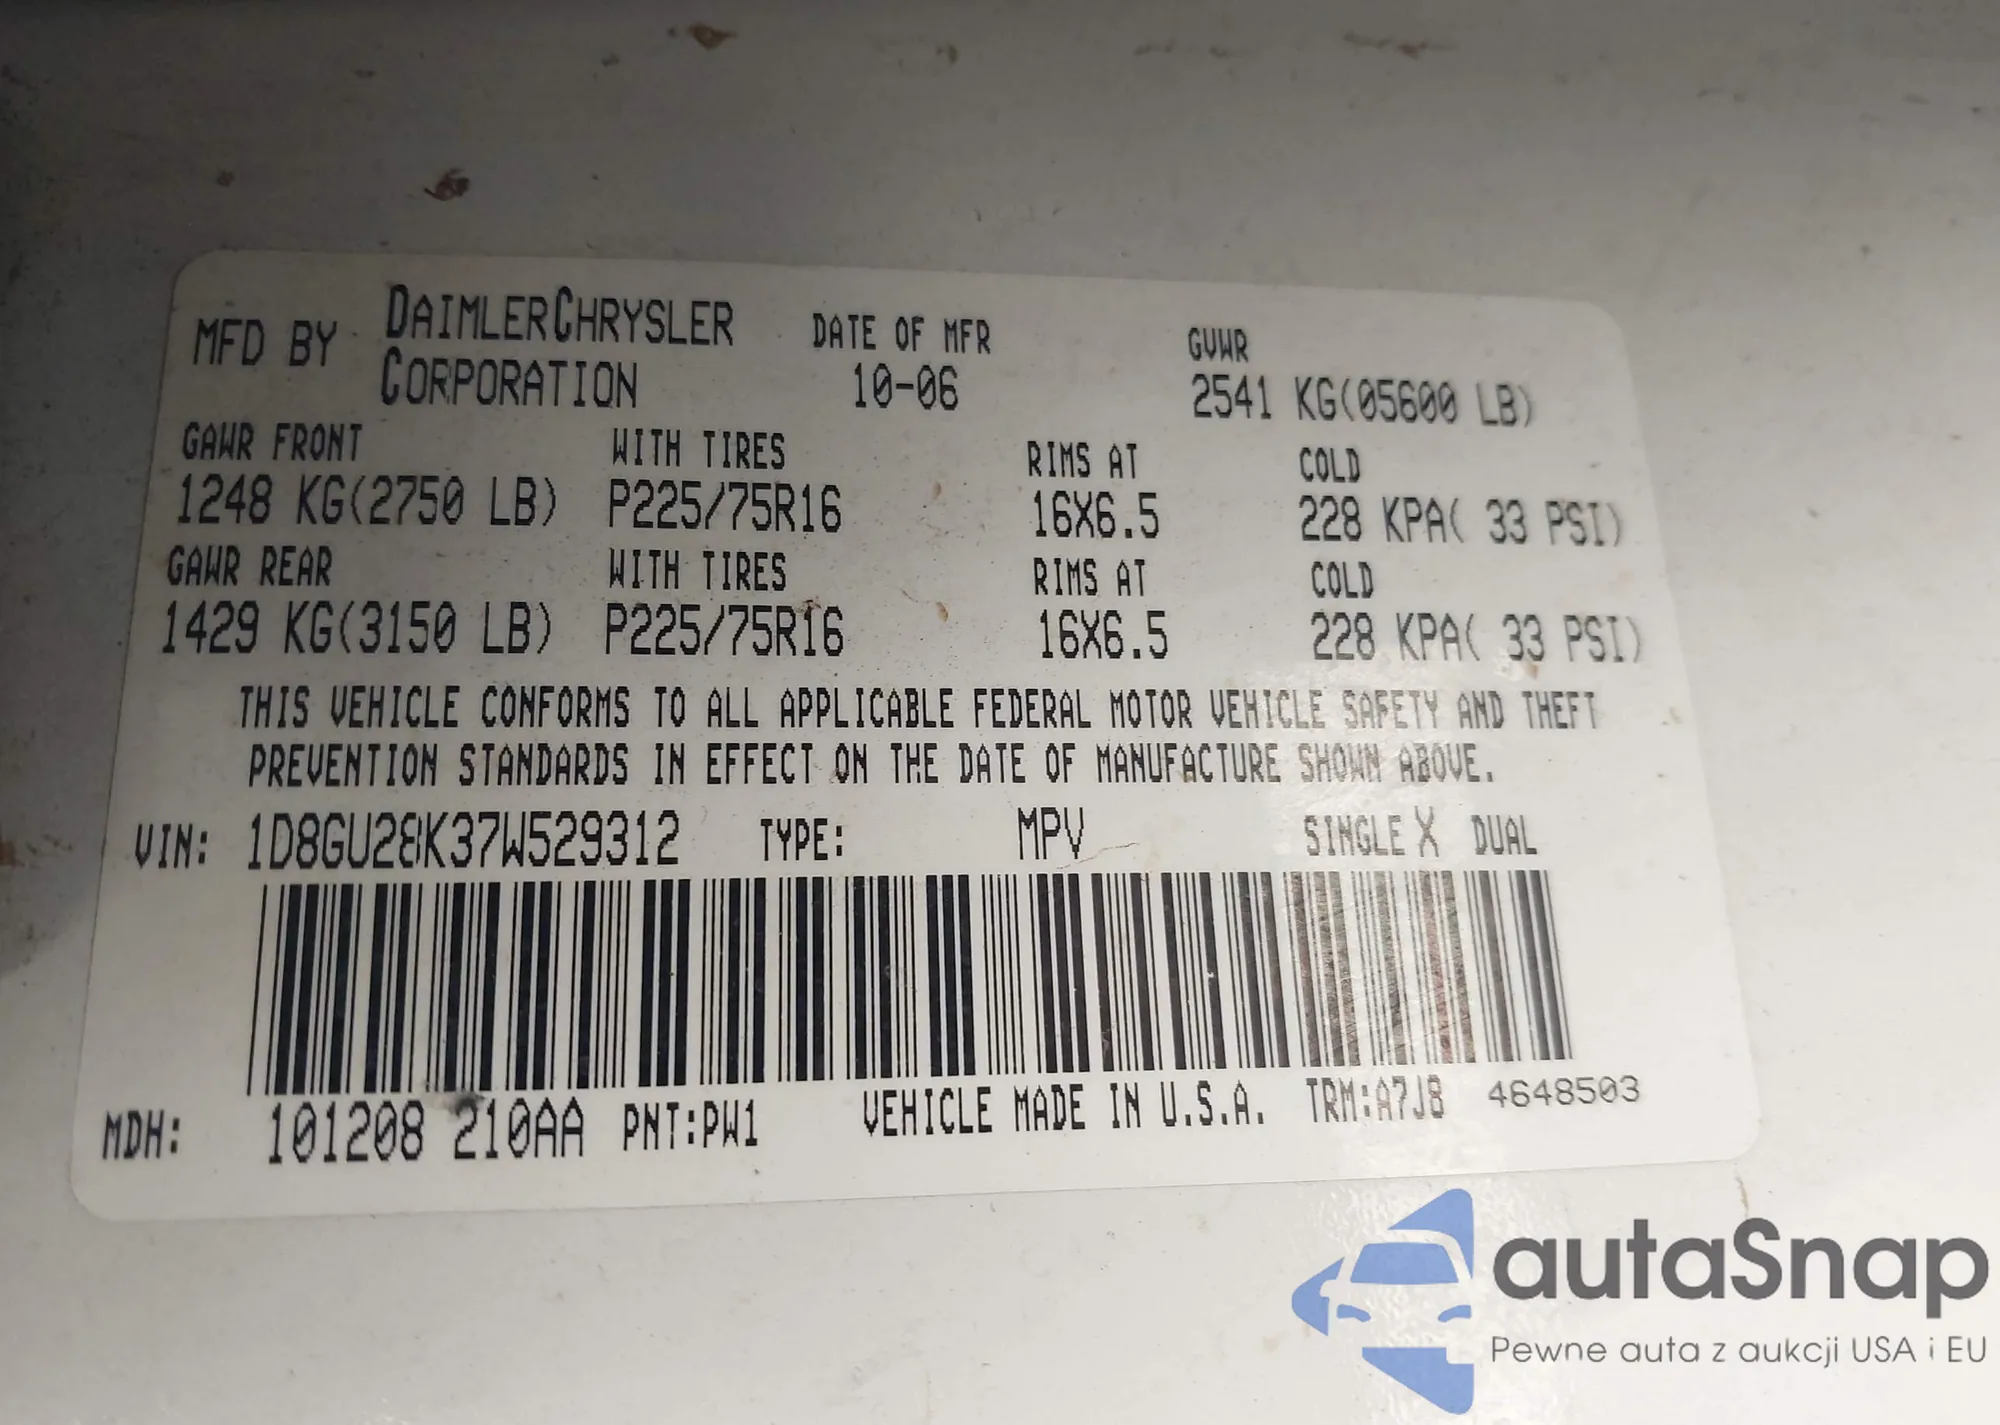 MFD BY DAIMLERCHRYSLER CORPORATION DATE OF MFR 10-06 GVWR 2541 KG(05600 LB)
GAWR FRONT WITH TIRES RIMS AT COLD
1248 KG(2750 LB) P225/75R16 16X6.5 228 KPA( 33 PSI)
GAWR REAR WITH TIRES RIMS AT COLD
1429 KG(3150 LB) P225/75R16 16X6.5 228 KPA( 33 PSI)
THIS VEHICLE CONFORMS TO ALL APPLICABLE FEDERAL MOTOR VEHICLE SAFETY AND THEFT
PREVENTION STANDARDS IN EFFECT ON THE DATE OF MANUFACTURE SHOWN ABOVE.
VIN: 1D8GU28K37W529312 TYPE: MPV SINGLE X DUAL
MDH: 101208 210AA PNT:PW1 VEHICLE MADE IN U.S.A. TRM:A7J8 4648503
autaSnap
Pewne auta z aukcji USA i EU